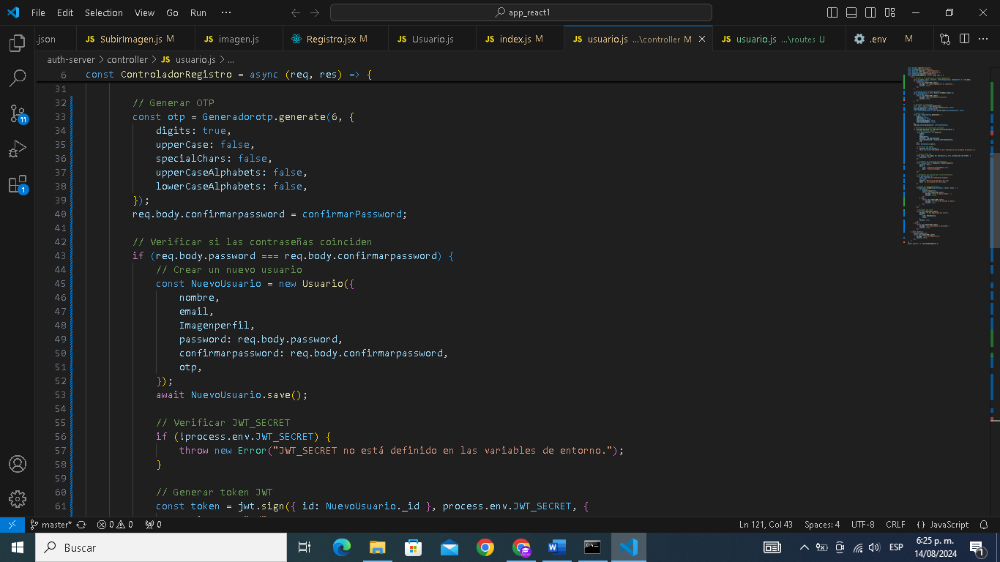 File Edit Selection View Go Run ··· app_react1
.json JS SubirImagen.js M JS imagen.js Registro.jsx M JS Usuario.js JS index.js M JS usuario.js ...\controller M JS usuario.js ...\routes U .env M
auth-server > controller > JS usuario.js > ...
6 const ControladorRegistro = async (req, res) => {
31
32 // Generar OTP
33 const otp = Generadorotp.generate(6, {
34 digits: true,
35 upperCase: false,
36 specialChars: false,
37 upperCaseAlphabets: false,
38 lowerCaseAlphabets: false,
39 });
40 req.body.confirmarpassword = confirmarPassword;
41
42 // Verificar si las contraseñas coinciden
43 if (req.body.password === req.body.confirmarpassword) {
44 // Crear un nuevo usuario
45 const NuevoUsuario = new Usuario({
46 nombre,
47 email,
48 Imagenperfil,
49 password: req.body.password,
50 confirmarpassword: req.body.confirmarpassword,
51 otp,
52 });
53 await NuevoUsuario.save();
54
55 // Verificar JWT_SECRET
56 if (!process.env.JWT_SECRET) {
57 throw new Error("JWT_SECRET no está definido en las variables de entorno.");
58 }
59
60 // Generar token JWT
61 const token = jwt.sign({ id: NuevoUsuario._id }, process.env.JWT_SECRET, {
11
1
master* 0 0 0 Ln 121, Col 43 Spaces: 4 UTF-8 CRLF {} JavaScript
Buscar ESP 6:25 p. m.
14/08/2024 1